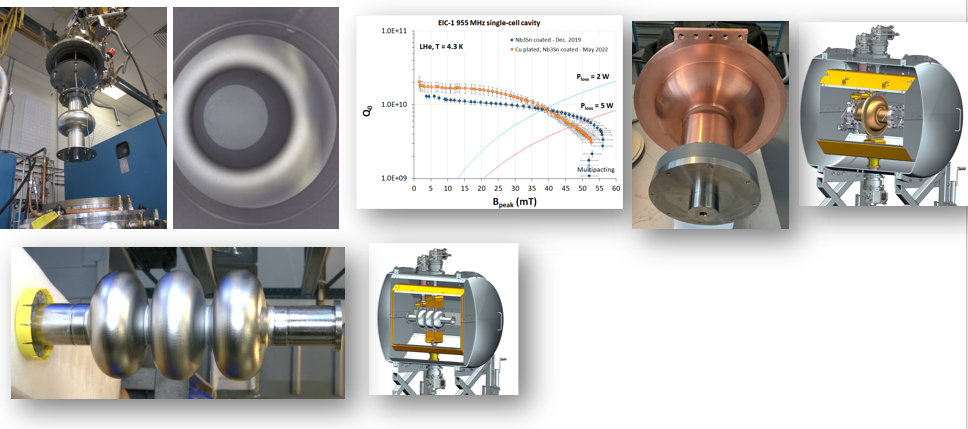 EIC-1 955 MHz single-cell cavity
1.0E+11
LHe, T = 4.3 K
Nb3Sn coated - Dec. 2019
Cu plated, Nb3Sn coated - May 2022
Ploss = 2 W
1.0E+10
Q0
Ploss = 5 W
Multipacting
1.0E+09
0 5 10 15 20 25 30 35 40 45 50 55 60
Bpeak (mT)